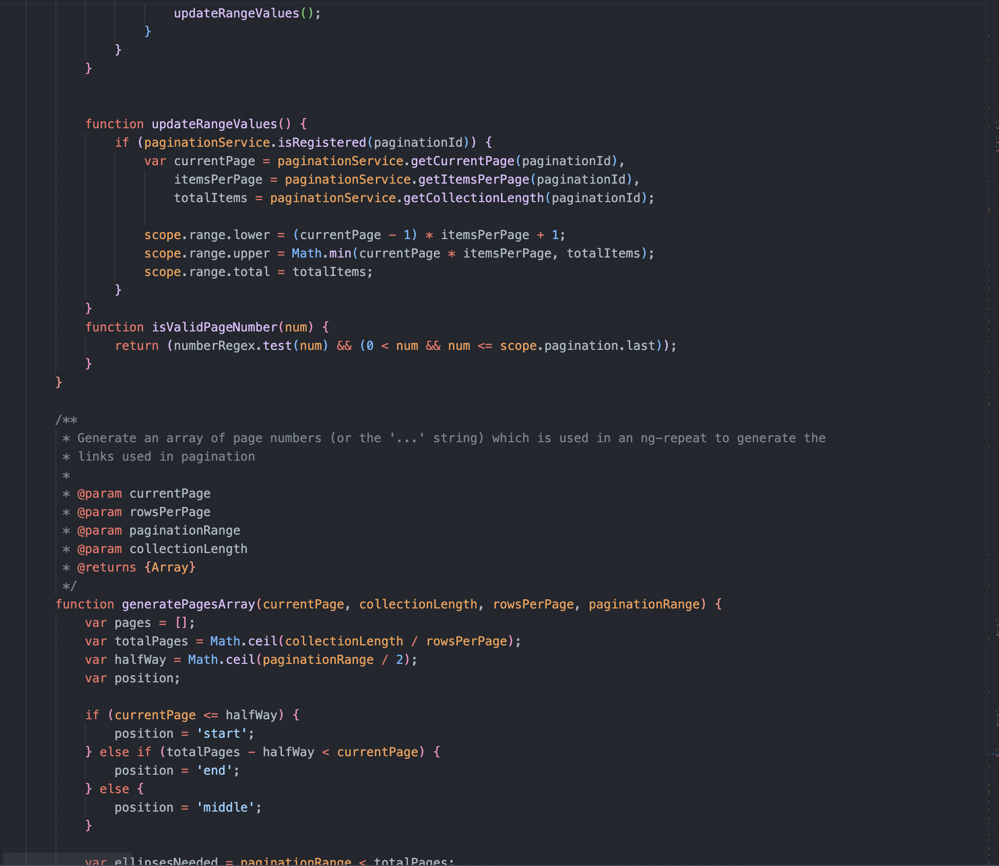 updateRangeValues();
}
}
}
function updateRangeValues() {
if (paginationService.isRegistered(paginationId)) {
var currentPage = paginationService.getCurrentPage(paginationId),
itemsPerPage = paginationService.getItemsPerPage(paginationId),
totalItems = paginationService.getCollectionLength(paginationId);
scope.range.lower = (currentPage - 1) * itemsPerPage + 1;
scope.range.upper = Math.min(currentPage * itemsPerPage, totalItems);
scope.range.total = totalItems;
}
}
function isValidPageNumber(num) {
return (numberRegex.test(num) && (0 < num && num <= scope.pagination.last));
}
}
/**
* Generate an array of page numbers (or the '...' string) which is used in an ng-repeat to generate the
* links used in pagination
*
* @param currentPage
* @param rowsPerPage
* @param paginationRange
* @param collectionLength
* @returns {Array}
*/
function generatePagesArray(currentPage, collectionLength, rowsPerPage, paginationRange) {
var pages = [];
var totalPages = Math.ceil(collectionLength / rowsPerPage);
var halfWay = Math.ceil(paginationRange / 2);
var position;
if (currentPage <= halfWay) {
position = 'start';
} else if (totalPages - halfWay < currentPage) {
position = 'end';
} else {
position = 'middle';
}
var ellipsesNeeded = paginationRange < totalPages;